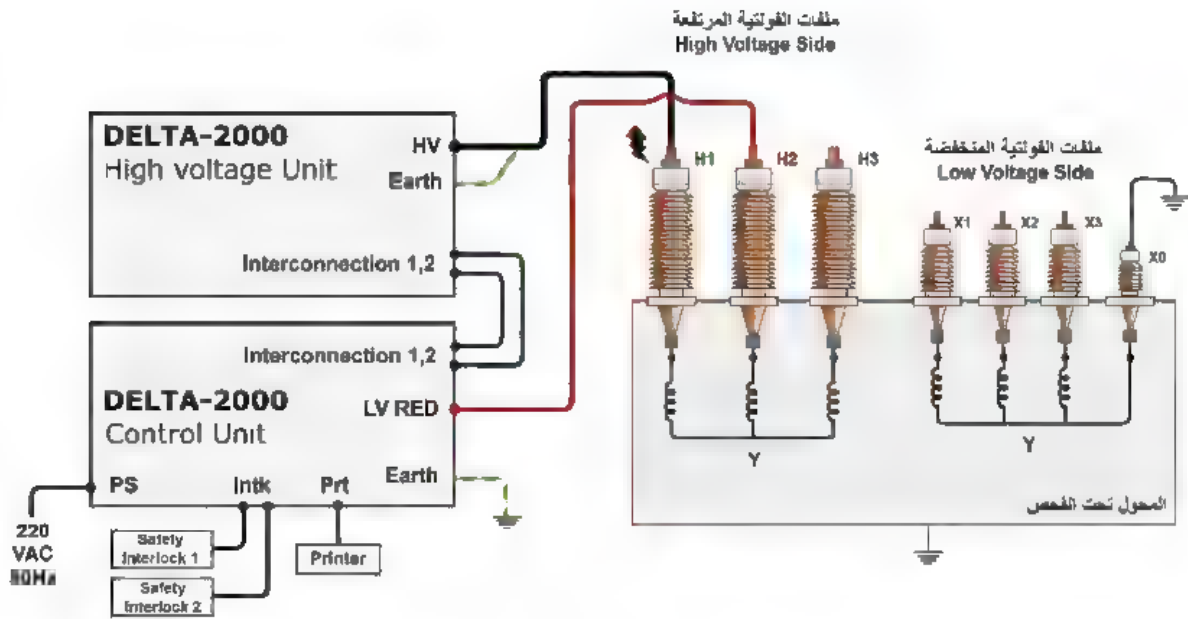 ملفات الفولتية المرتفعة
High Voltage Side
DELTA-2000
High voltage Unit
HV
Earth
Interconnection 1,2
H1
H2
H3
ملفات الفولتية المنخفضة
Low Voltage Side
X1
X2
X3
X0
Interconnection 1,2
DELTA-2000
Control Unit
LV RED
Earth
PS
Intk
Prt
Y
Y
المحول تحت الفحص
220
VAC
50Hz
Safety
Interlock 1
Printer
Safety
Interlock 2